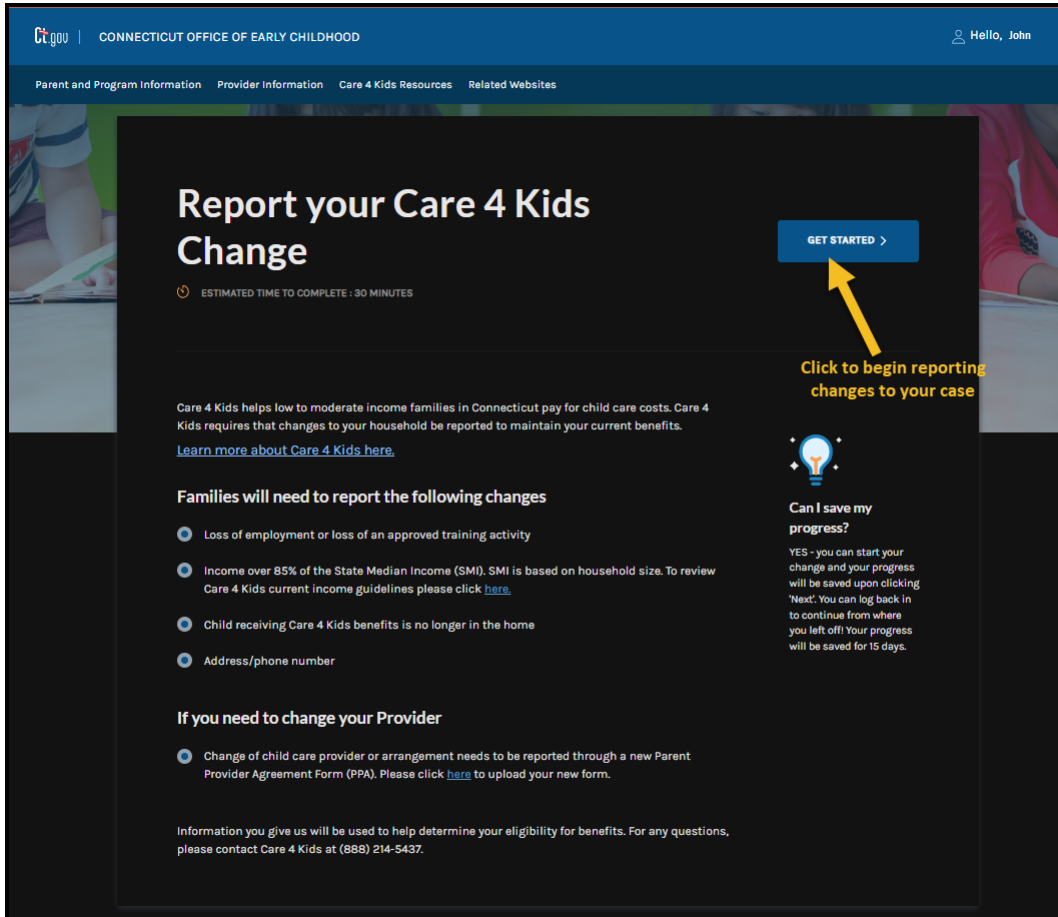 Ct.gov | CONNECTICUT OFFICE OF EARLY CHILDHOOD
Hello, John
Parent and Program Information Provider Information Care 4 Kids Resources Related Websites
Report your Care 4 Kids
Change
ESTIMATED TIME TO COMPLETE : 30 MINUTES
GET STARTED >
Click to begin reporting
changes to your case
Care 4 Kids helps low to moderate income families in Connecticut pay for child care costs. Care 4
Kids requires that changes to your household be reported to maintain your current benefits.
Learn more about Care 4 Kids here.
Families will need to report the following changes
Loss of employment or loss of an approved training activity
Income over 85% of the State Median Income (SMI). SMI is based on household size. To review
Care 4 Kids current income guidelines please click here.
Child receiving Care 4 Kids benefits is no longer in the home
Address/phone number
If you need to change your Provider
Change of child care provider or arrangement needs to be reported through a new Parent
Provider Agreement Form (PPA). Please click here to upload your new form.
Information you give us will be used to help determine your eligibility for benefits. For any questions,
please contact Care 4 Kids at (888) 214-5437.
Can I save my
progress?
YES - you can start your
change and your progress
will be saved upon clicking
'Next'. You can log back in
to continue from where
you left off! Your progress
will be saved for 15 days.